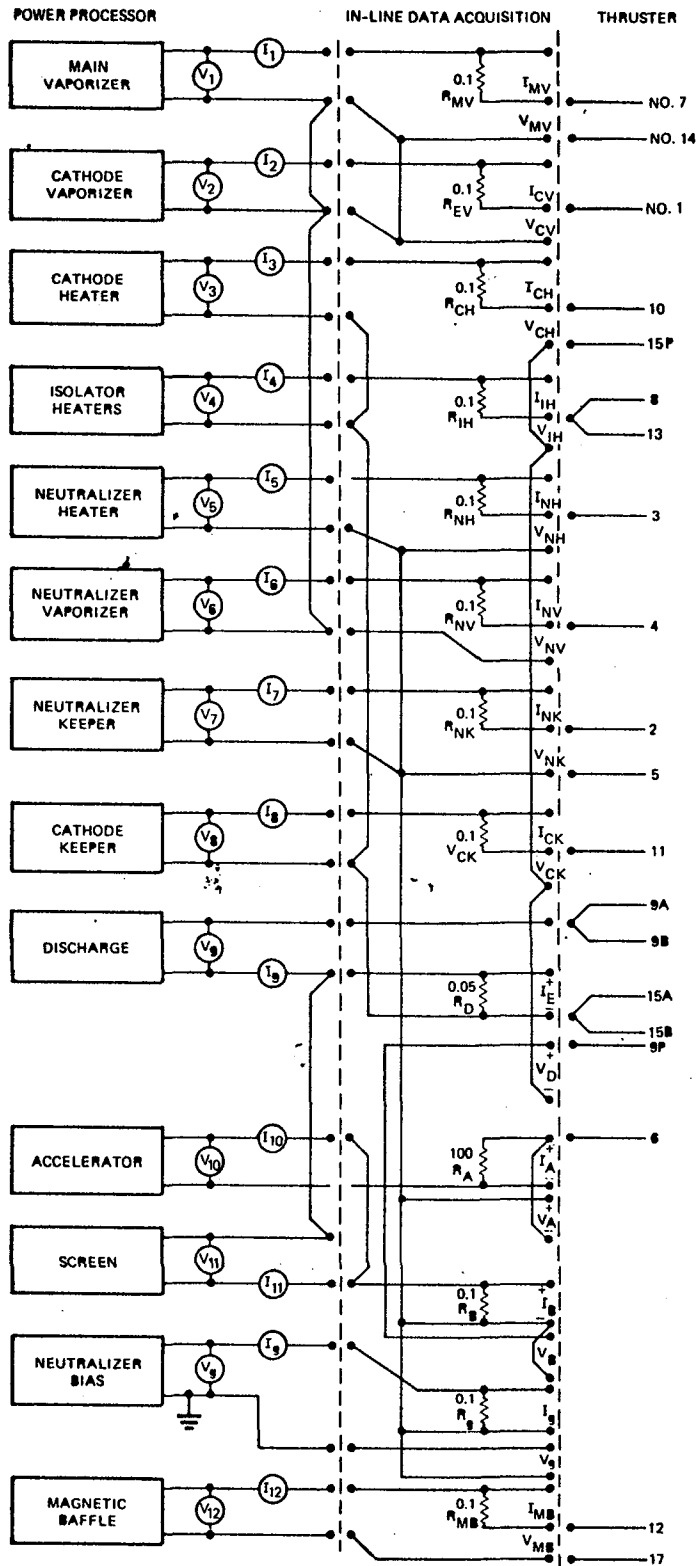 POWER PROCESSOR
IN-LINE DATA ACQUISITION
THRUSTER
MAIN
VAPORIZER
V1
I1
0.1
RMV
IMV
NO. 7
VMV
NO. 14
CATHODE
VAPORIZER
V2
I2
0.1
REV
ICV
NO. 1
VCV
CATHODE
HEATER
V3
I3
0.1
RCH
ICH
10
VCH
15P
ISOLATOR
HEATERS
V4
I4
0.1
RIH
IIH
8
VIH
13
NEUTRALIZER
HEATER
V5
I5
0.1
RNH
INH
3
VNH
NEUTRALIZER
VAPORIZER
V6
I6
0.1
RNV
INV
4
VNV
NEUTRALIZER
KEEPER
V7
I7
0.1
RNK
INK
2
VNK
5
CATHODE
KEEPER
V8
I8
0.1
VCK
ICK
11
VCK
9A
DISCHARGE
V9
I9
9B
0.05
RD
IE
+
−
15A
15B
9P
VD
+
−
ACCELERATOR
V10
I10
100
RA
IA
+
−
6
VA
+
−
SCREEN
V11
I11
0.1
RB
IB
+
−
VB
NEUTRALIZER
BIAS
Vg
Ig
0.1
Rg
Ig
Vg
MAGNETIC
BAFFLE
V12
I12
0.1
RMB
IMB
12
VMB
17